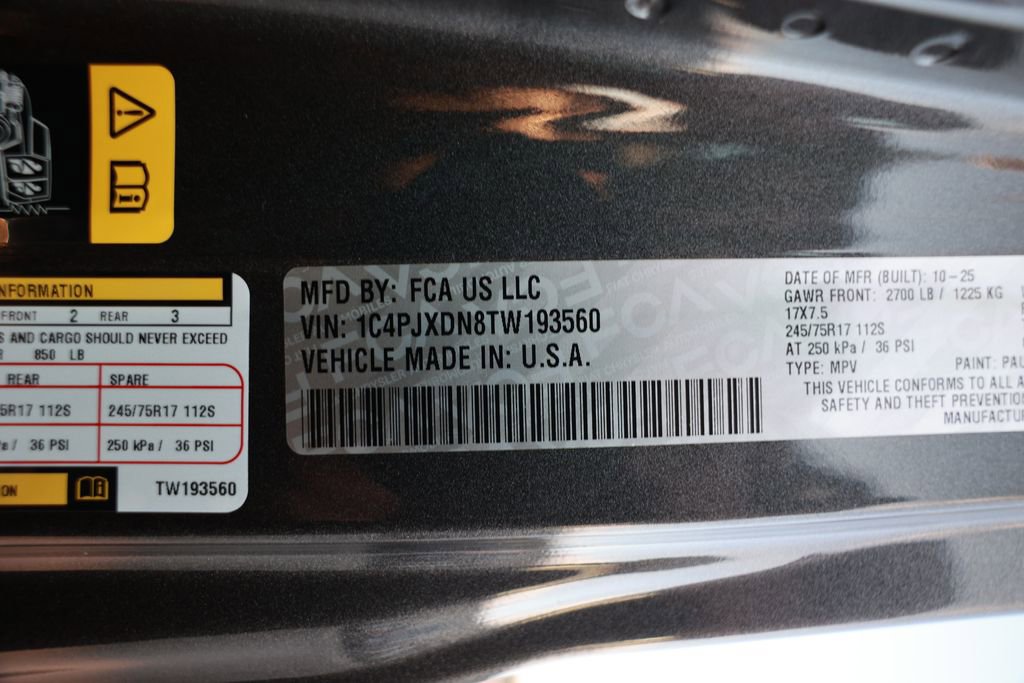 NFORMATION
FRONT 2 REAR 3
S AND CARGO SHOULD NEVER EXCEED
850 LB
REAR SPARE
5R17 112S 245/75R17 112S
/ 36 PSI 250 kPa / 36 PSI
ON
TW193560
MFD BY: FCA US LLC
VIN: 1C4PJXDN8TW193560
VEHICLE MADE IN: U.S.A.
DATE OF MFR (BUILT): 10-25
GAWR FRONT: 2700 LB / 1225 KG
17X7.5
245/75R17 112S
AT 250 kPa / 36 PSI
TYPE: MPV PAINT: PAU
THIS VEHICLE CONFORMS TO ALL A
SAFETY AND THEFT PREVENTIO
MANUFACTU